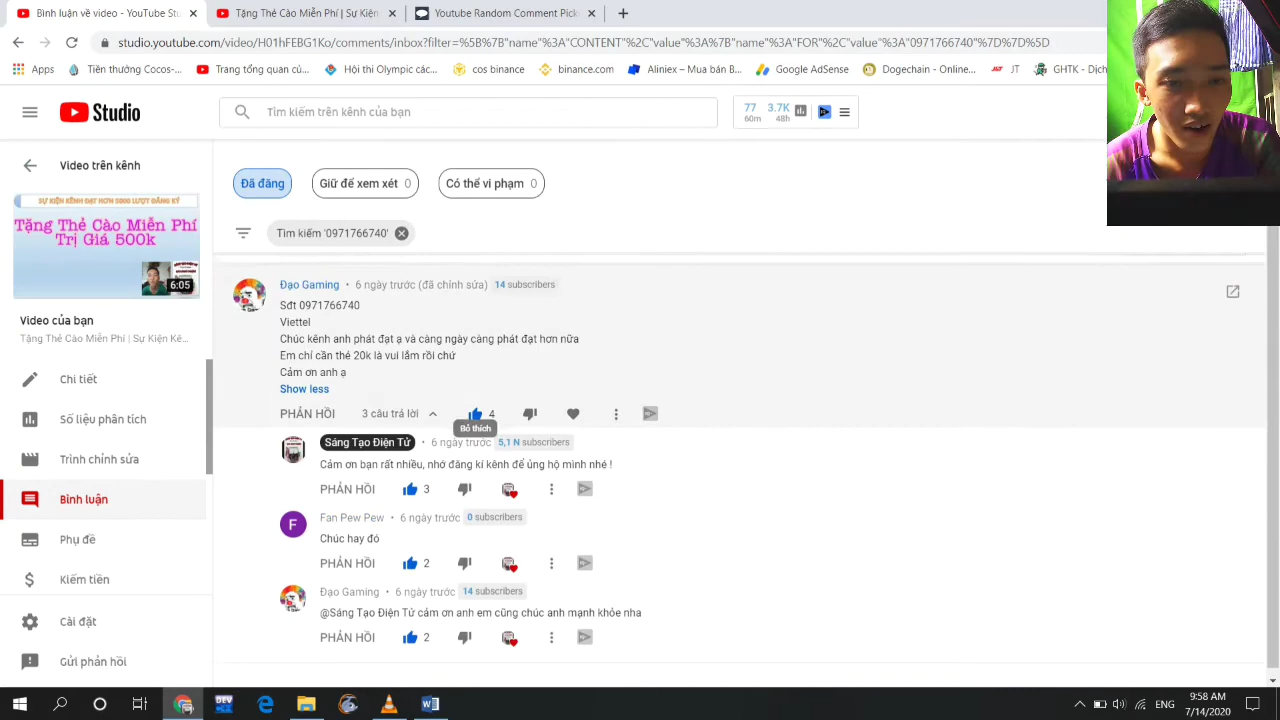 Bình luận về video - YouTube Stu
Tặng Thẻ Cào Miễn Phí | Sự Kiện
Youtube Random Comment Pick
studio.youtube.com/video/H01hFEBG1Ko/comments/inbox?filter=%5B%7B"name"%3A"CONTENT"%2C"value"%3A%7B"name"%3A"FOR"%2C"value"%3A"0971766740"%7D%7D%5D
Apps
Tiền thưởng Cocos-...
Trang tổng quan củ...
Hội thi Olympic các...
cos binance
binance.com
Aliniex – Mua bán B...
Google AdSense
Dogechain - Online...
J&T
JT
GHTK - Dịch
Studio
Tìm kiếm trên kênh của bạn
77 3.7K
60m 48h
Video trên kênh
Đã đăng
Giữ để xem xét 0
Có thể vi phạm 0
SỰ KIỆN KÊNH ĐẠT HƠN 5000 LƯỢT ĐĂNG KÝ
Tặng Thẻ Cào Miễn Phí
Trị Giá 500k
6:05
Tìm kiếm '0971766740'
Video của bạn
Tặng Thẻ Cào Miễn Phí | Sự Kiện Kê...
Chi tiết
Số liệu phân tích
Trình chỉnh sửa
Bình luận
Phụ đề
Kiếm tiền
Cài đặt
Gửi phản hồi
Đạo Gaming • 6 ngày trước (đã chỉnh sửa) 14 subscribers
Sđt 0971766740
Viettel
Chúc kênh anh phát đạt ạ và càng ngày càng phát đạt hơn nữa
Em chỉ cần thẻ 20k là vui lắm rồi chứ
Cảm ơn anh ạ
Show less
PHẢN HỒI 3 câu trả lời 4
Bỏ thích
Sáng Tạo Điện Tử • 6 ngày trước 5,1 N subscribers
Cảm ơn bạn rất nhiều, nhớ đăng kí kênh để ủng hộ mình nhé !
PHẢN HỒI 3
F
Fan Pew Pew • 6 ngày trước 0 subscribers
Chúc hay đó
PHẢN HỒI 2
Đạo Gaming • 6 ngày trước 14 subscribers
@Sáng Tạo Điện Tử cảm ơn anh em cũng chúc anh mạnh khỏe nha
PHẢN HỒI 2
DEV
W
ENG
9:58 AM
7/14/2020